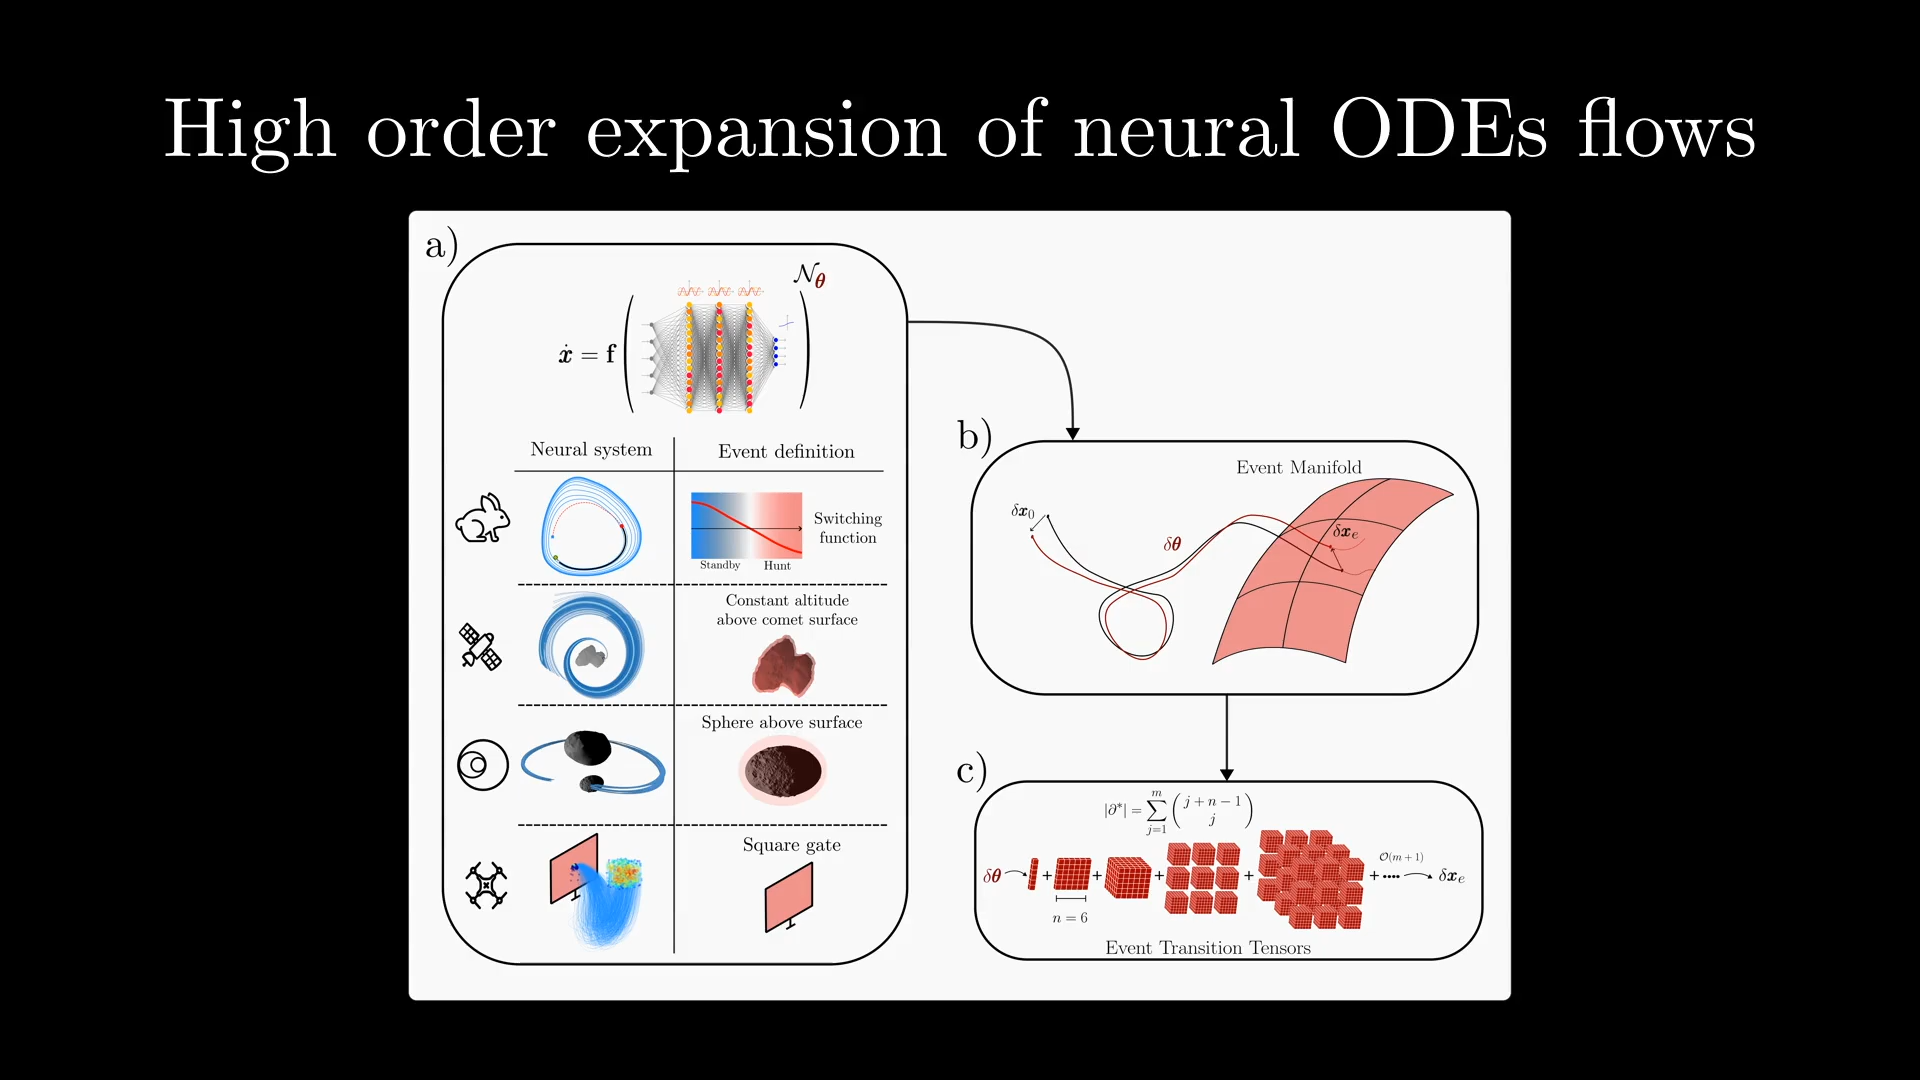 High order expansion of neural ODEs flows
a)
𝒩θ
ẋ = f
Neural system
Event definition
Switching
function
Standby
Hunt
Constant altitude
above comet surface
Sphere above surface
Square gate
b)
Event Manifold
δx₀
δθ
δxₑ
c)
|∂*| = ∑_{j=1}^{m} ( j + n − 1 \\ j )
δθ + + + + + ···· O(m + 1) δxₑ
n = 6
Event Transition Tensors